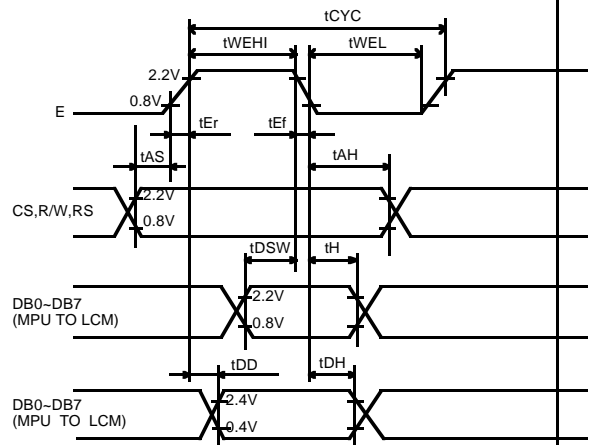 tCYC
tWEHI
tWEL
2.2V
0.8V
E
tEr
tEf
tAS
tAH
2.2V
CS,R/W,RS
0.8V
tDSW
tH
2.2V
DB0~DB7
(MPU TO LCM)
0.8V
tDD
tDH
2.4V
DB0~DB7
(MPU TO LCM)
0.4V